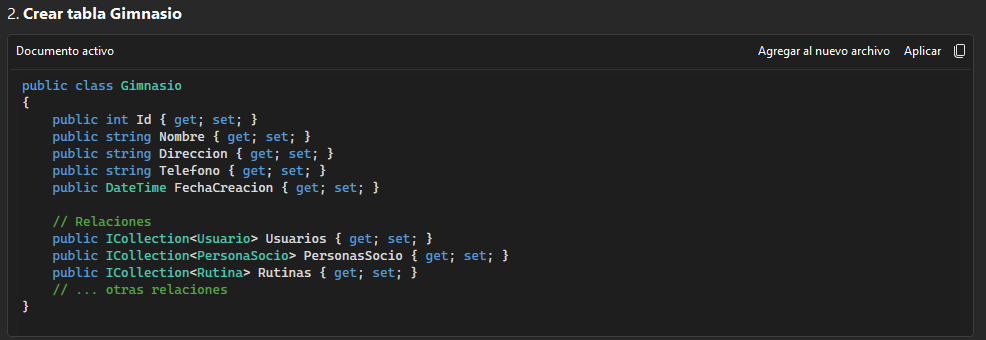 2. Crear tabla Gimnasio
Documento activo Agregar al nuevo archivo Aplicar
public class Gimnasio
{
    public int Id { get; set; }
    public string Nombre { get; set; }
    public string Direccion { get; set; }
    public string Telefono { get; set; }
    public DateTime FechaCreacion { get; set; }

    // Relaciones
    public ICollection<Usuario> Usuarios { get; set; }
    public ICollection<PersonaSocio> PersonasSocio { get; set; }
    public ICollection<Rutina> Rutinas { get; set; }
    // ... otras relaciones
}